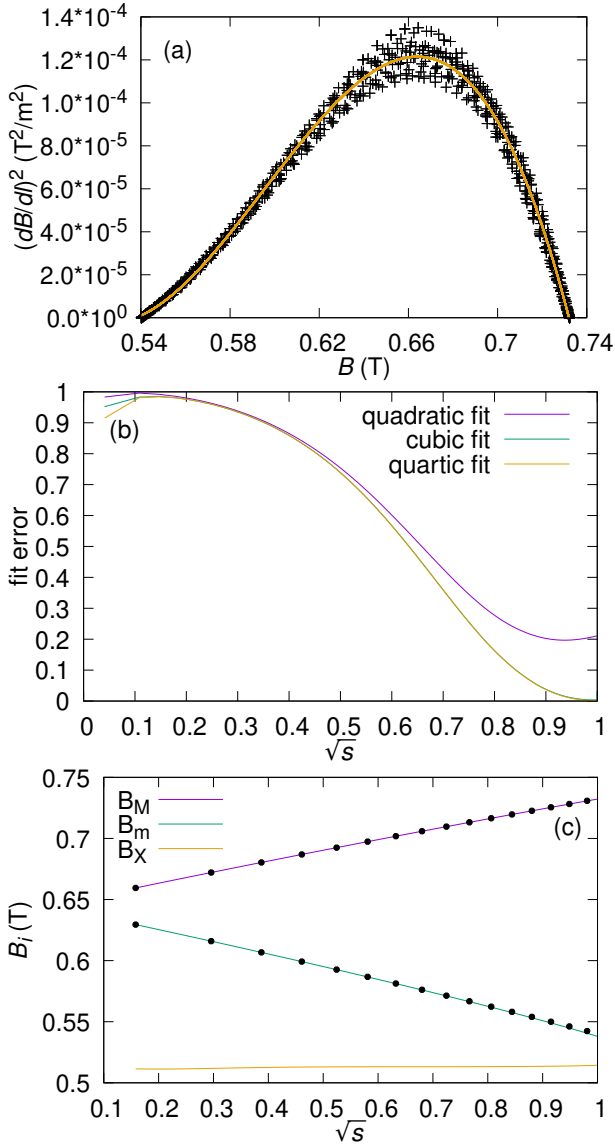 (a)
(dB/dl)² (T²/m²)
1.4*10⁻⁴
1.2*10⁻⁴
1.0*10⁻⁴
8.0*10⁻⁵
6.0*10⁻⁵
4.0*10⁻⁵
2.0*10⁻⁵
0.0*10⁰
0.54 0.58 0.62 0.66 0.7 0.74
B (T)
(b)
quadratic fit
cubic fit
quartic fit
fit error
1
0.9
0.8
0.7
0.6
0.5
0.4
0.3
0.2
0.1
0
0 0.1 0.2 0.3 0.4 0.5 0.6 0.7 0.8 0.9 1
√s
B_M
B_m
B_X
(c)
B_i (T)
0.75
0.7
0.65
0.6
0.55
0.5
0.1 0.2 0.3 0.4 0.5 0.6 0.7 0.8 0.9 1
√s